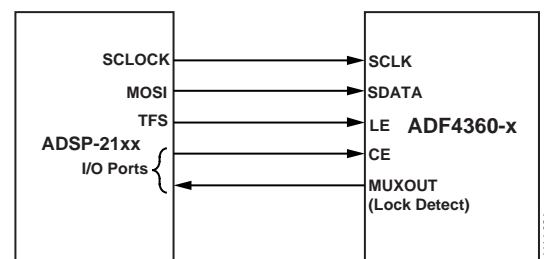 SCLOCK
SCLK
MOSI
SDATA
TFS
LE
ADF4360-x
ADSP-21xx
CE
I/O Ports
MUXOUT
(Lock Detect)